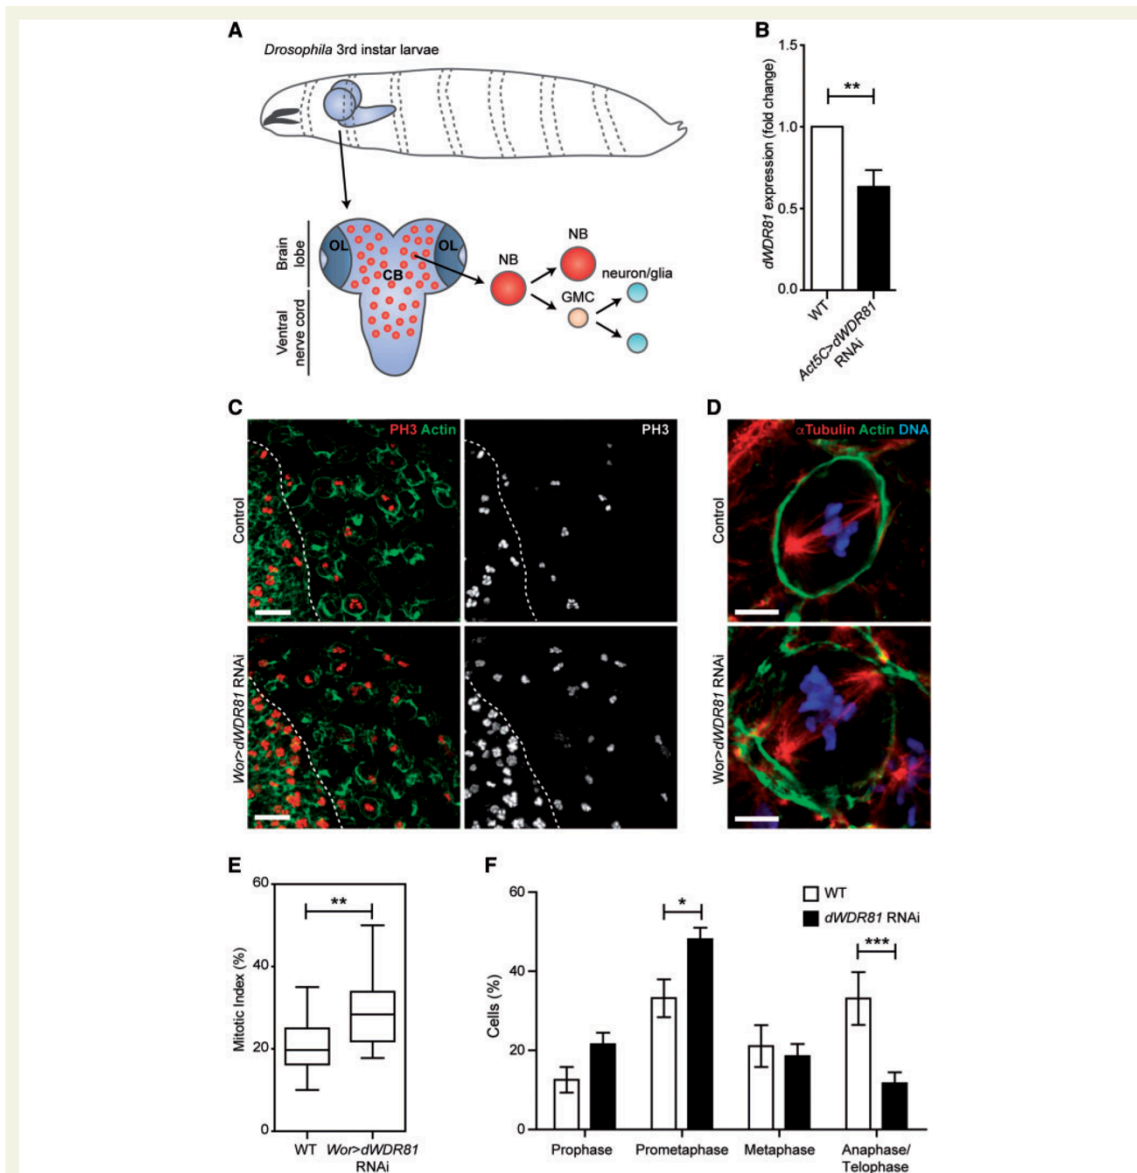 A
Drosophila 3rd instar larvae
Brain
lobe
Ventral
nerve cord
OL
OL
CB
NB
NB
GMC
neuron/glia
B
dWDR81 expression (fold change)
1.5
1.0
0.5
0.0
**
WT
Act5C>dWDR81
RNAi
C
PH3 Actin
PH3
Control
Wor>dWDR81 RNAi
D
αTubulin Actin DNA
Control
Wor>dWDR81 RNAi
E
Mitotic Index (%)
60
40
20
0
**
WT
Wor>dWDR81
RNAi
F
Cells (%)
60
40
20
0
WT
dWDR81 RNAi
*
***
Prophase
Prometaphase
Metaphase
Anaphase/
Telophase